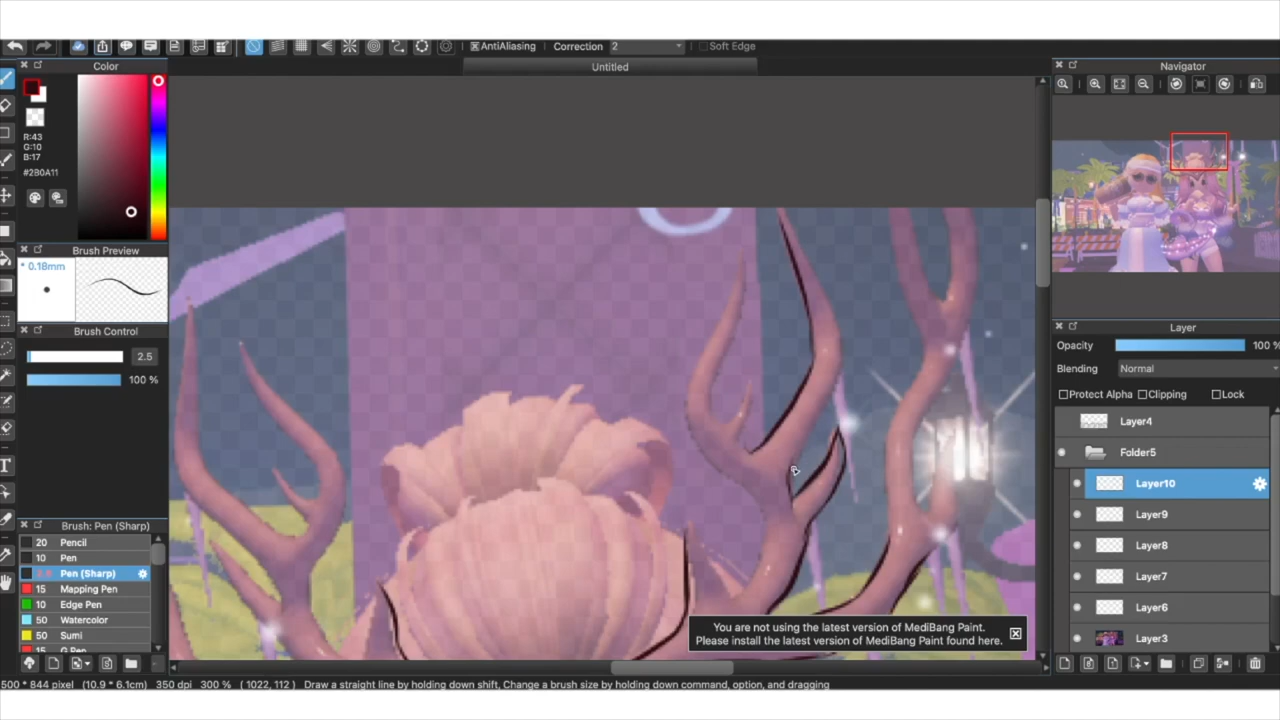 AntiAliasing Correction 2 Soft Edge
Untitled
Color
R:43
G:10
B:17
#2B0A11
Brush Preview
* 0.18mm
Brush Control
2.5
100 %
Brush: Pen (Sharp)
20 Pencil
10 Pen
Pen (Sharp)
15 Mapping Pen
10 Edge Pen
50 Watercolor
50 Sumi
15 G Pen
Navigator
Layer
Opacity 100 %
Blending Normal
Protect Alpha Clipping Lock
Layer4
Folder5
Layer10
Layer9
Layer8
Layer7
Layer6
Layer3
You are not using the latest version of MediBang Paint.
Please install the latest version of MediBang Paint found here.
500 * 844 pixel (10.9 * 6.1cm) 350 dpi 300 % ( 1022, 112 ) Draw a straight line by holding down shift, Change a brush size by holding down command, option, and dragging